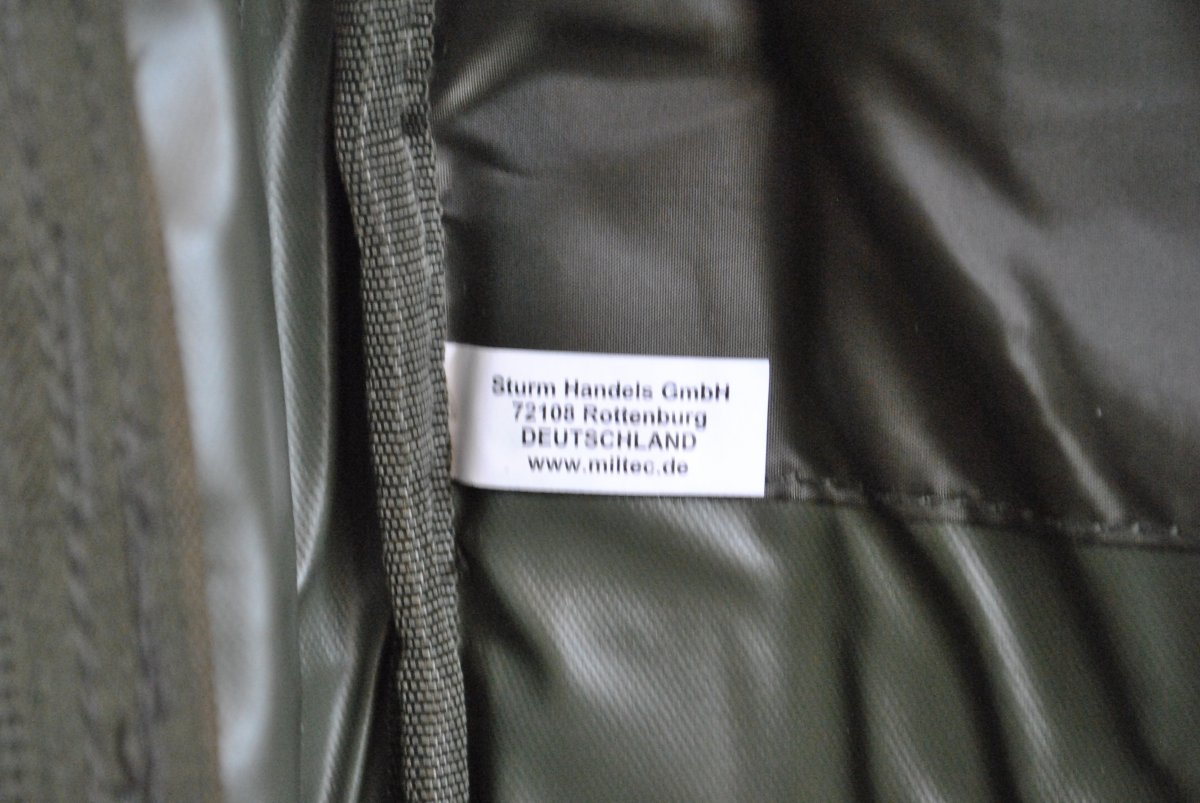 Sturm Handels GmbH
72108 Rottenburg
DEUTSCHLAND
www.miltec.de